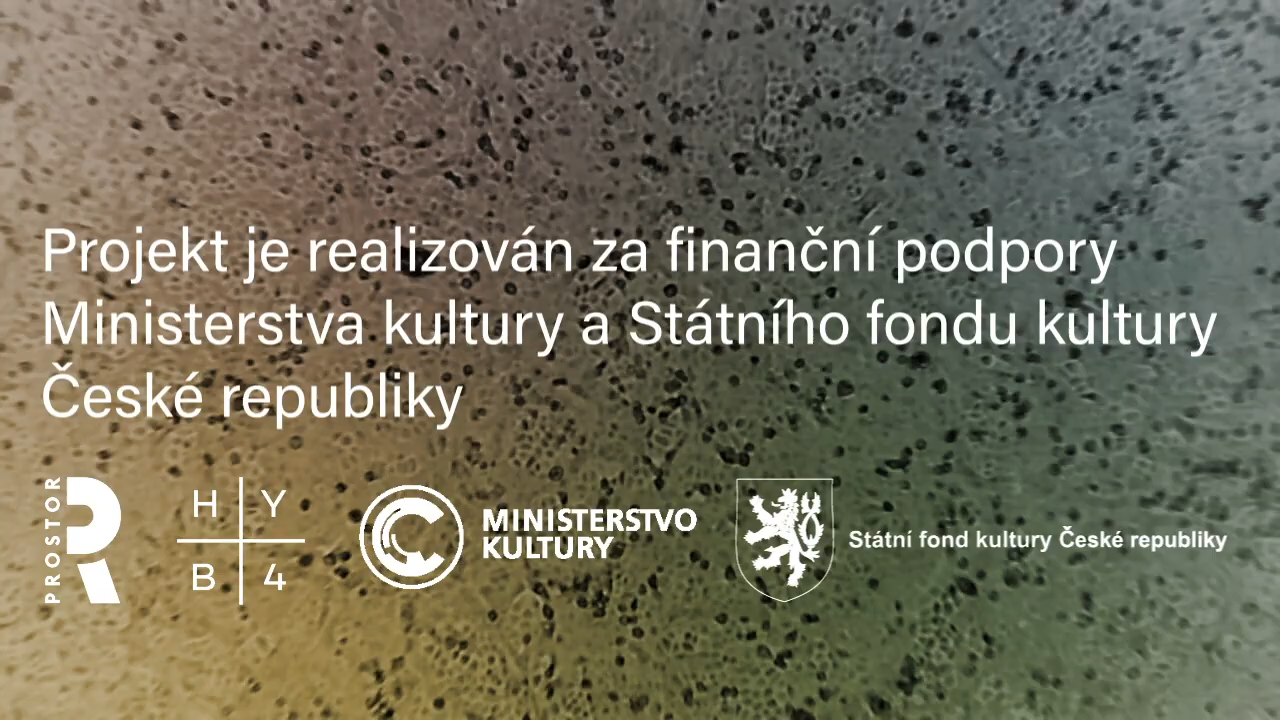 Projekt je realizován za finanční podpory
Ministerstva kultury a Státního fondu kultury
České republiky
PROSTOR
R
H Y
B 4
MINISTERSTVO
KULTURY
Státní fond kultury České republiky